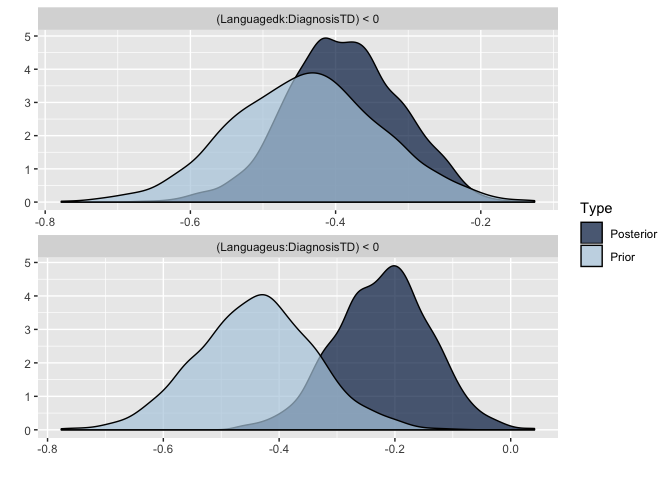 (Languagedk:DiagnosisTD) < 0
5
4
3
2
1
0
-0.8 -0.6 -0.4 -0.2
(Languageus:DiagnosisTD) < 0
5
4
3
2
1
0
-0.8 -0.6 -0.4 -0.2 0.0
Type
Posterior
Prior